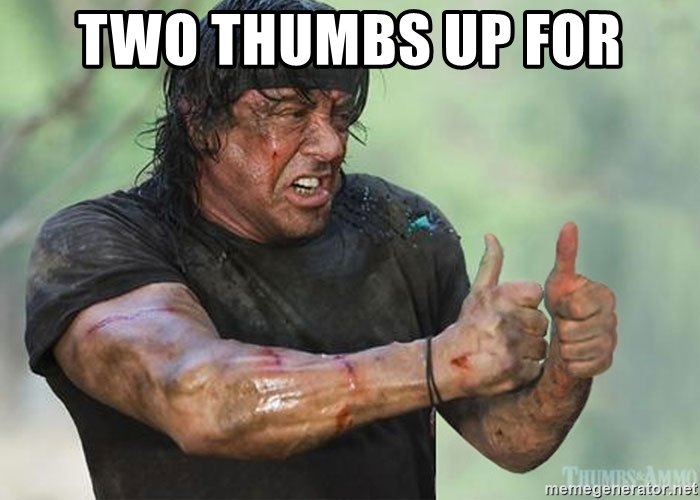 TWO THUMBS UP FOR
THUMBS&AMMO
memegenerator.net